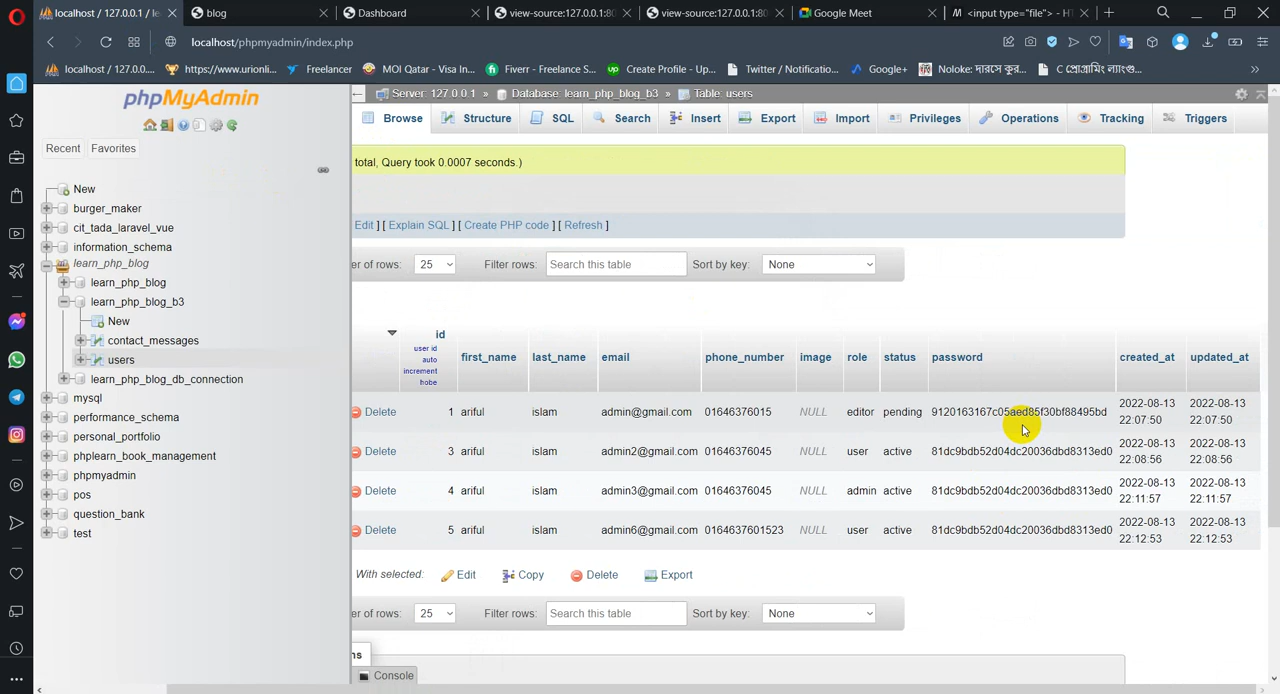 localhost / 127.0.0.1 / le
blog
Dashboard
view-source:127.0.0.1:80
view-source:127.0.0.1:80
Google Meet
<input type="file"> - HT
localhost/phpmyadmin/index.php
localhost / 127.0.0....
https://www.urionli...
Freelancer
MOI Qatar - Visa In...
Fiverr - Freelance S...
Create Profile - Up...
Twitter / Notificatio...
Google+
Noloke: দারসে কুর...
C প্রোগ্রামিং ল্যাংগু...
phpMyAdmin
Recent
Favorites
New
burger_maker
cit_tada_laravel_vue
information_schema
learn_php_blog
learn_php_blog
learn_php_blog_b3
New
contact_messages
users
learn_php_blog_db_connection
mysql
performance_schema
personal_portfolio
phplearn_book_management
phpmyadmin
pos
question_bank
test
Server: 127.0.0.1 » Database: learn_php_blog_b3 » Table: users
Browse Structure SQL Search Insert Export Import Privileges Operations Tracking Triggers
total, Query took 0.0007 seconds.)
Edit ] [ Explain SQL ] [ Create PHP code ] [ Refresh ]
er of rows: 25 Filter rows: Search this table Sort by key: None
id
user id
auto
increment
hobe
first_name last_name email phone_number image role status password created_at updated_at
Delete 1 ariful islam admin@gmail.com 01646376015 NULL editor pending 9120163167c05aed85f30bf88495bd 2022-08-13 22:07:50 2022-08-13 22:07:50
Delete 3 ariful islam admin2@gmail.com 01646376045 NULL user active 81dc9bdb52d04dc20036dbd8313ed0 2022-08-13 22:08:56 2022-08-13 22:08:56
Delete 4 ariful islam admin3@gmail.com 01646376045 NULL admin active 81dc9bdb52d04dc20036dbd8313ed0 2022-08-13 22:11:57 2022-08-13 22:11:57
Delete 5 ariful islam admin6@gmail.com 0164637601523 NULL user active 81dc9bdb52d04dc20036dbd8313ed0 2022-08-13 22:12:53 2022-08-13 22:12:53
With selected: Edit Copy Delete Export
er of rows: 25 Filter rows: Search this table Sort by key: None
ns
Console